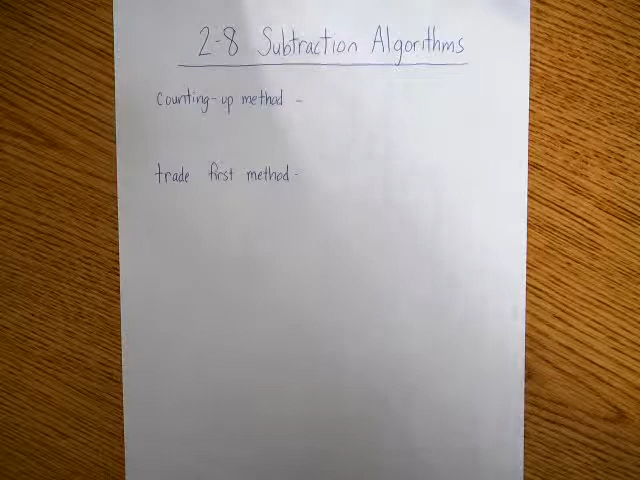 2-8 Subtraction Algorithms
counting-up method -
trade first method -